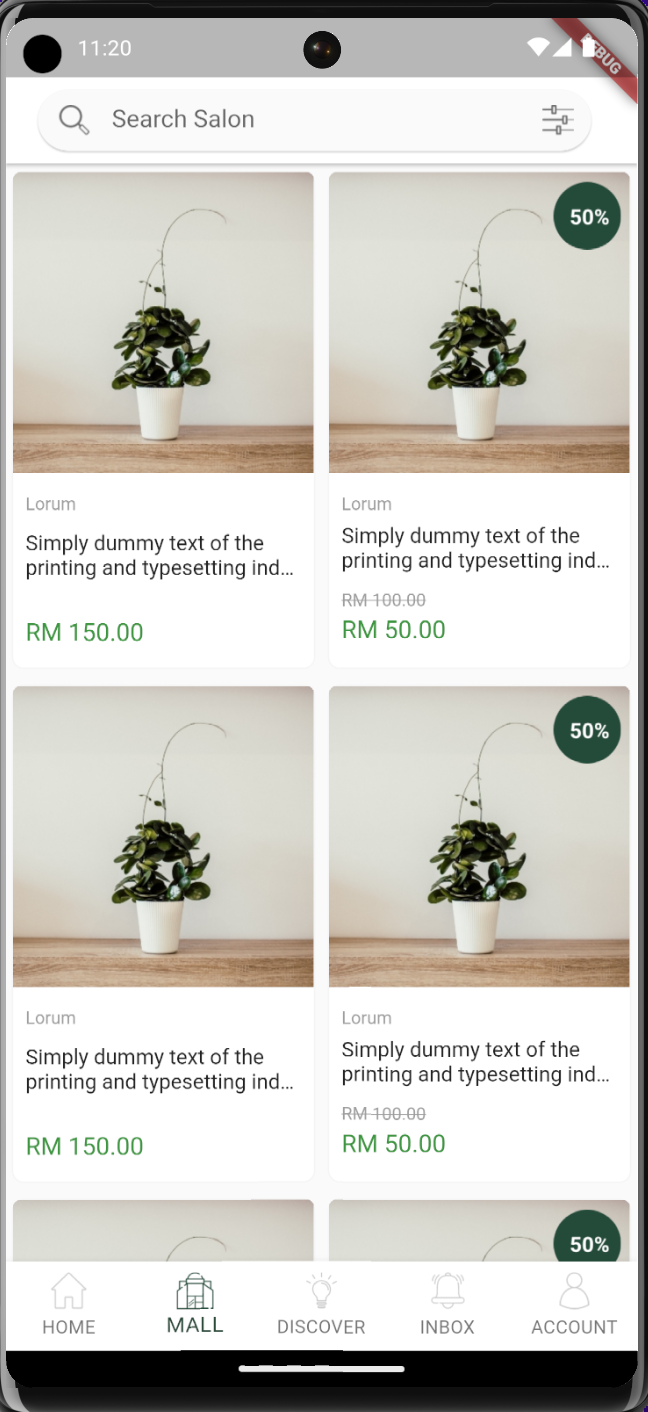 11:20
DEBUG
Search Salon
50%
Lorum
Simply dummy text of the
printing and typesetting ind...
RM 150.00
Lorum
Simply dummy text of the
printing and typesetting ind...
RM 100.00
RM 50.00
50%
Lorum
Simply dummy text of the
printing and typesetting ind...
RM 150.00
Lorum
Simply dummy text of the
printing and typesetting ind...
RM 100.00
RM 50.00
50%
HOME
MALL
DISCOVER
INBOX
ACCOUNT